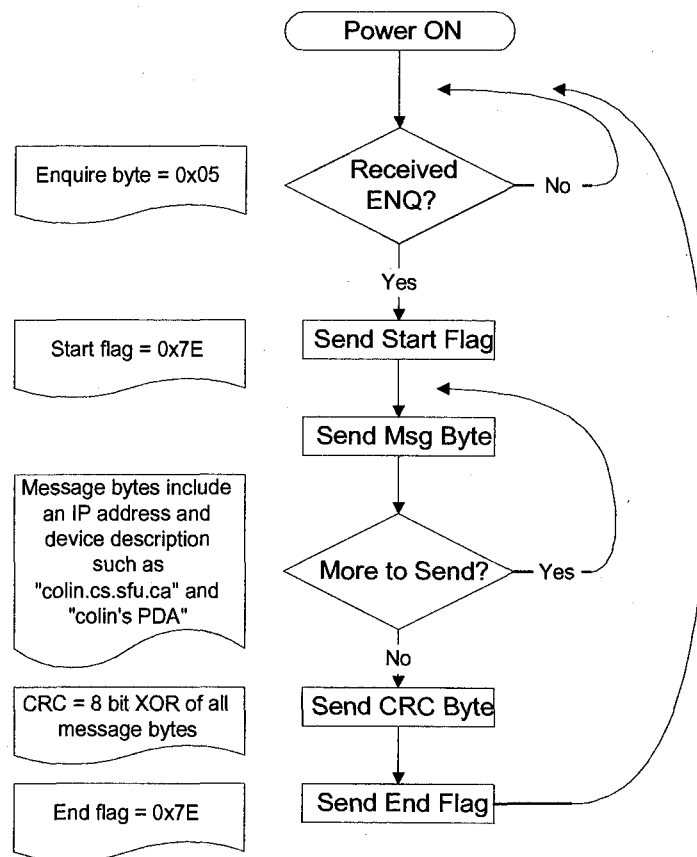 Power ON
Enquire byte = 0x05
Received
ENQ?
No
Yes
Start flag = 0x7E
Send Start Flag
Send Msg Byte
Message bytes include
an IP address and
device description
such as
"colin.cs.sfu.ca" and
"colin's PDA"
More to Send?
Yes
No
CRC = 8 bit XOR of all
message bytes
Send CRC Byte
End flag = 0x7E
Send End Flag